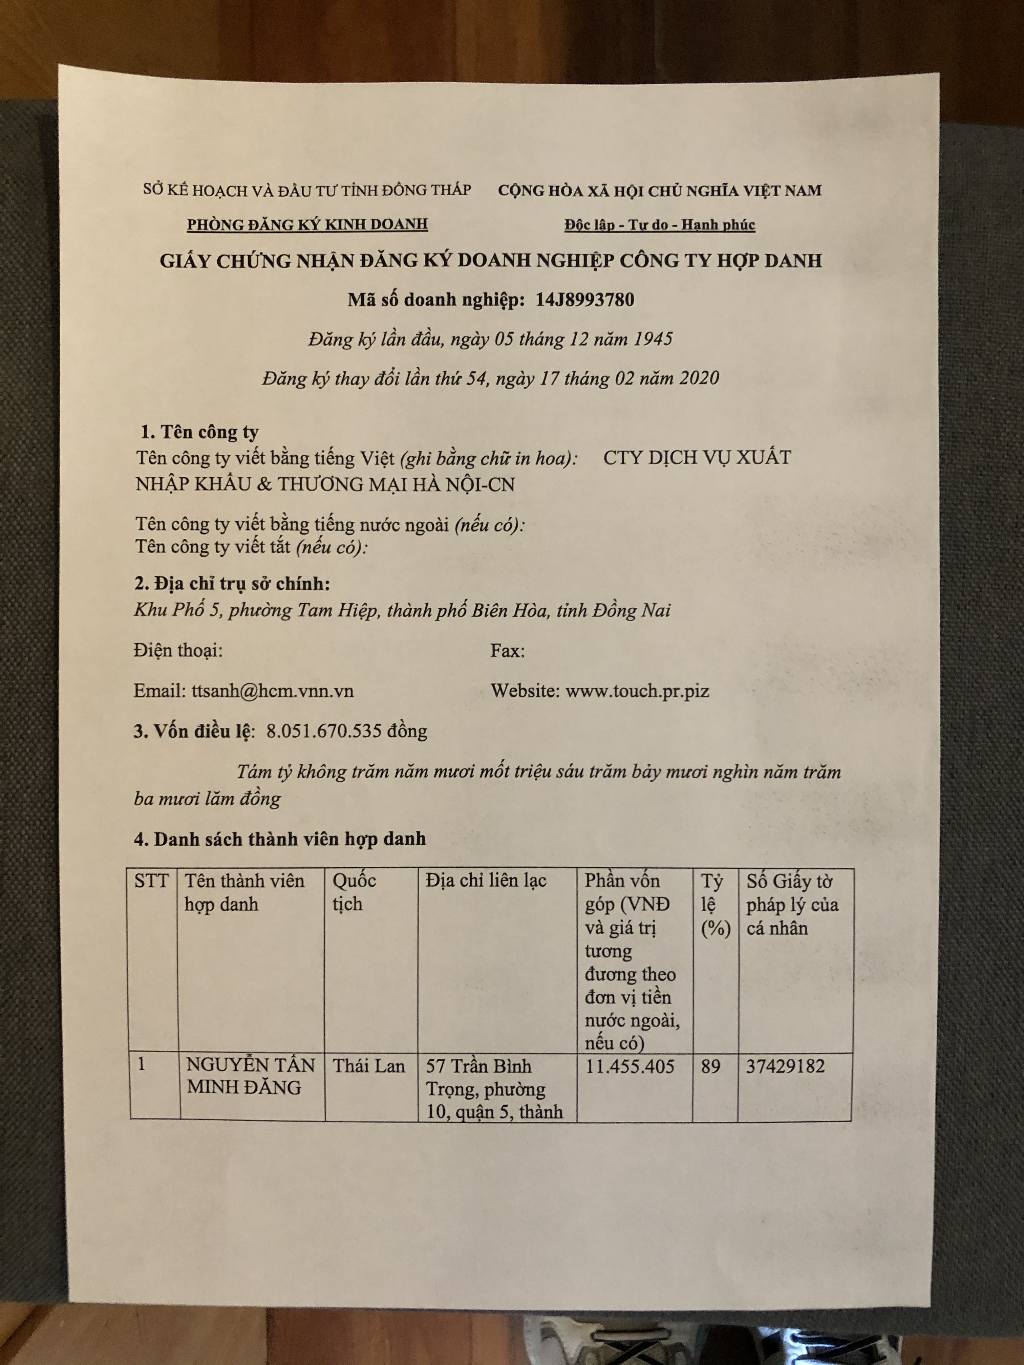 SỞ KẾ HOẠCH VÀ ĐẦU TƯ TỈNH ĐỒNG THÁP CỘNG HÒA XÃ HỘI CHỦ NGHĨA VIỆT NAM
PHÒNG ĐĂNG KÝ KINH DOANH Độc lập - Tự do - Hạnh phúc
GIẤY CHỨNG NHẬN ĐĂNG KÝ DOANH NGHIỆP CÔNG TY HỢP DANH
Mã số doanh nghiệp: 14J8993780
Đăng ký lần đầu, ngày 05 tháng 12 năm 1945
Đăng ký thay đổi lần thứ 54, ngày 17 tháng 02 năm 2020
1. Tên công ty
Tên công ty viết bằng tiếng Việt (ghi bằng chữ in hoa): CTY DỊCH VỤ XUẤT
NHẬP KHẨU & THƯƠNG MẠI HÀ NỘI-CN
Tên công ty viết bằng tiếng nước ngoài (nếu có):
Tên công ty viết tắt (nếu có):
2. Địa chỉ trụ sở chính:
Khu Phố 5, phường Tam Hiệp, thành phố Biên Hòa, tỉnh Đồng Nai
Điện thoại: Fax:
Email: ttsanh@hcm.vnn.vn Website: www.touch.pr.piz
3. Vốn điều lệ: 8.051.670.535 đồng
Tám tỷ không trăm năm mươi mốt triệu sáu trăm bảy mươi nghìn năm trăm
ba mươi lăm đồng
4. Danh sách thành viên hợp danh
STT Tên thành viên Quốc Địa chỉ liên lạc Phần vốn Tỷ Số Giấy tờ
hợp danh tịch góp (VNĐ lệ pháp lý của
và giá trị (%) cá nhân
tương
đương theo
đơn vị tiền
nước ngoài,
nếu có)
1 NGUYỄN TẤN Thái Lan 57 Trần Bình 11.455.405 89 37429182
MINH ĐĂNG Trọng, phường
10, quận 5, thành